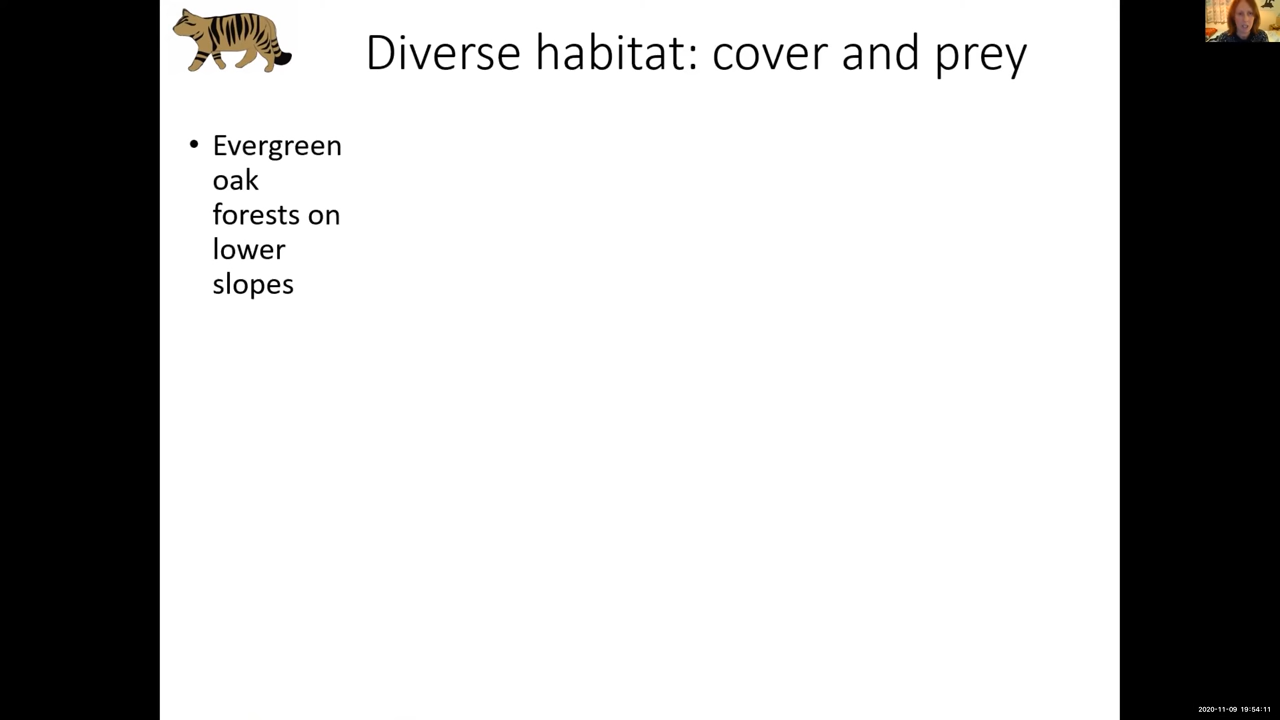 Diverse habitat: cover and prey
• Evergreen
oak
forests on
lower
slopes
2020-11-09 19:54:11